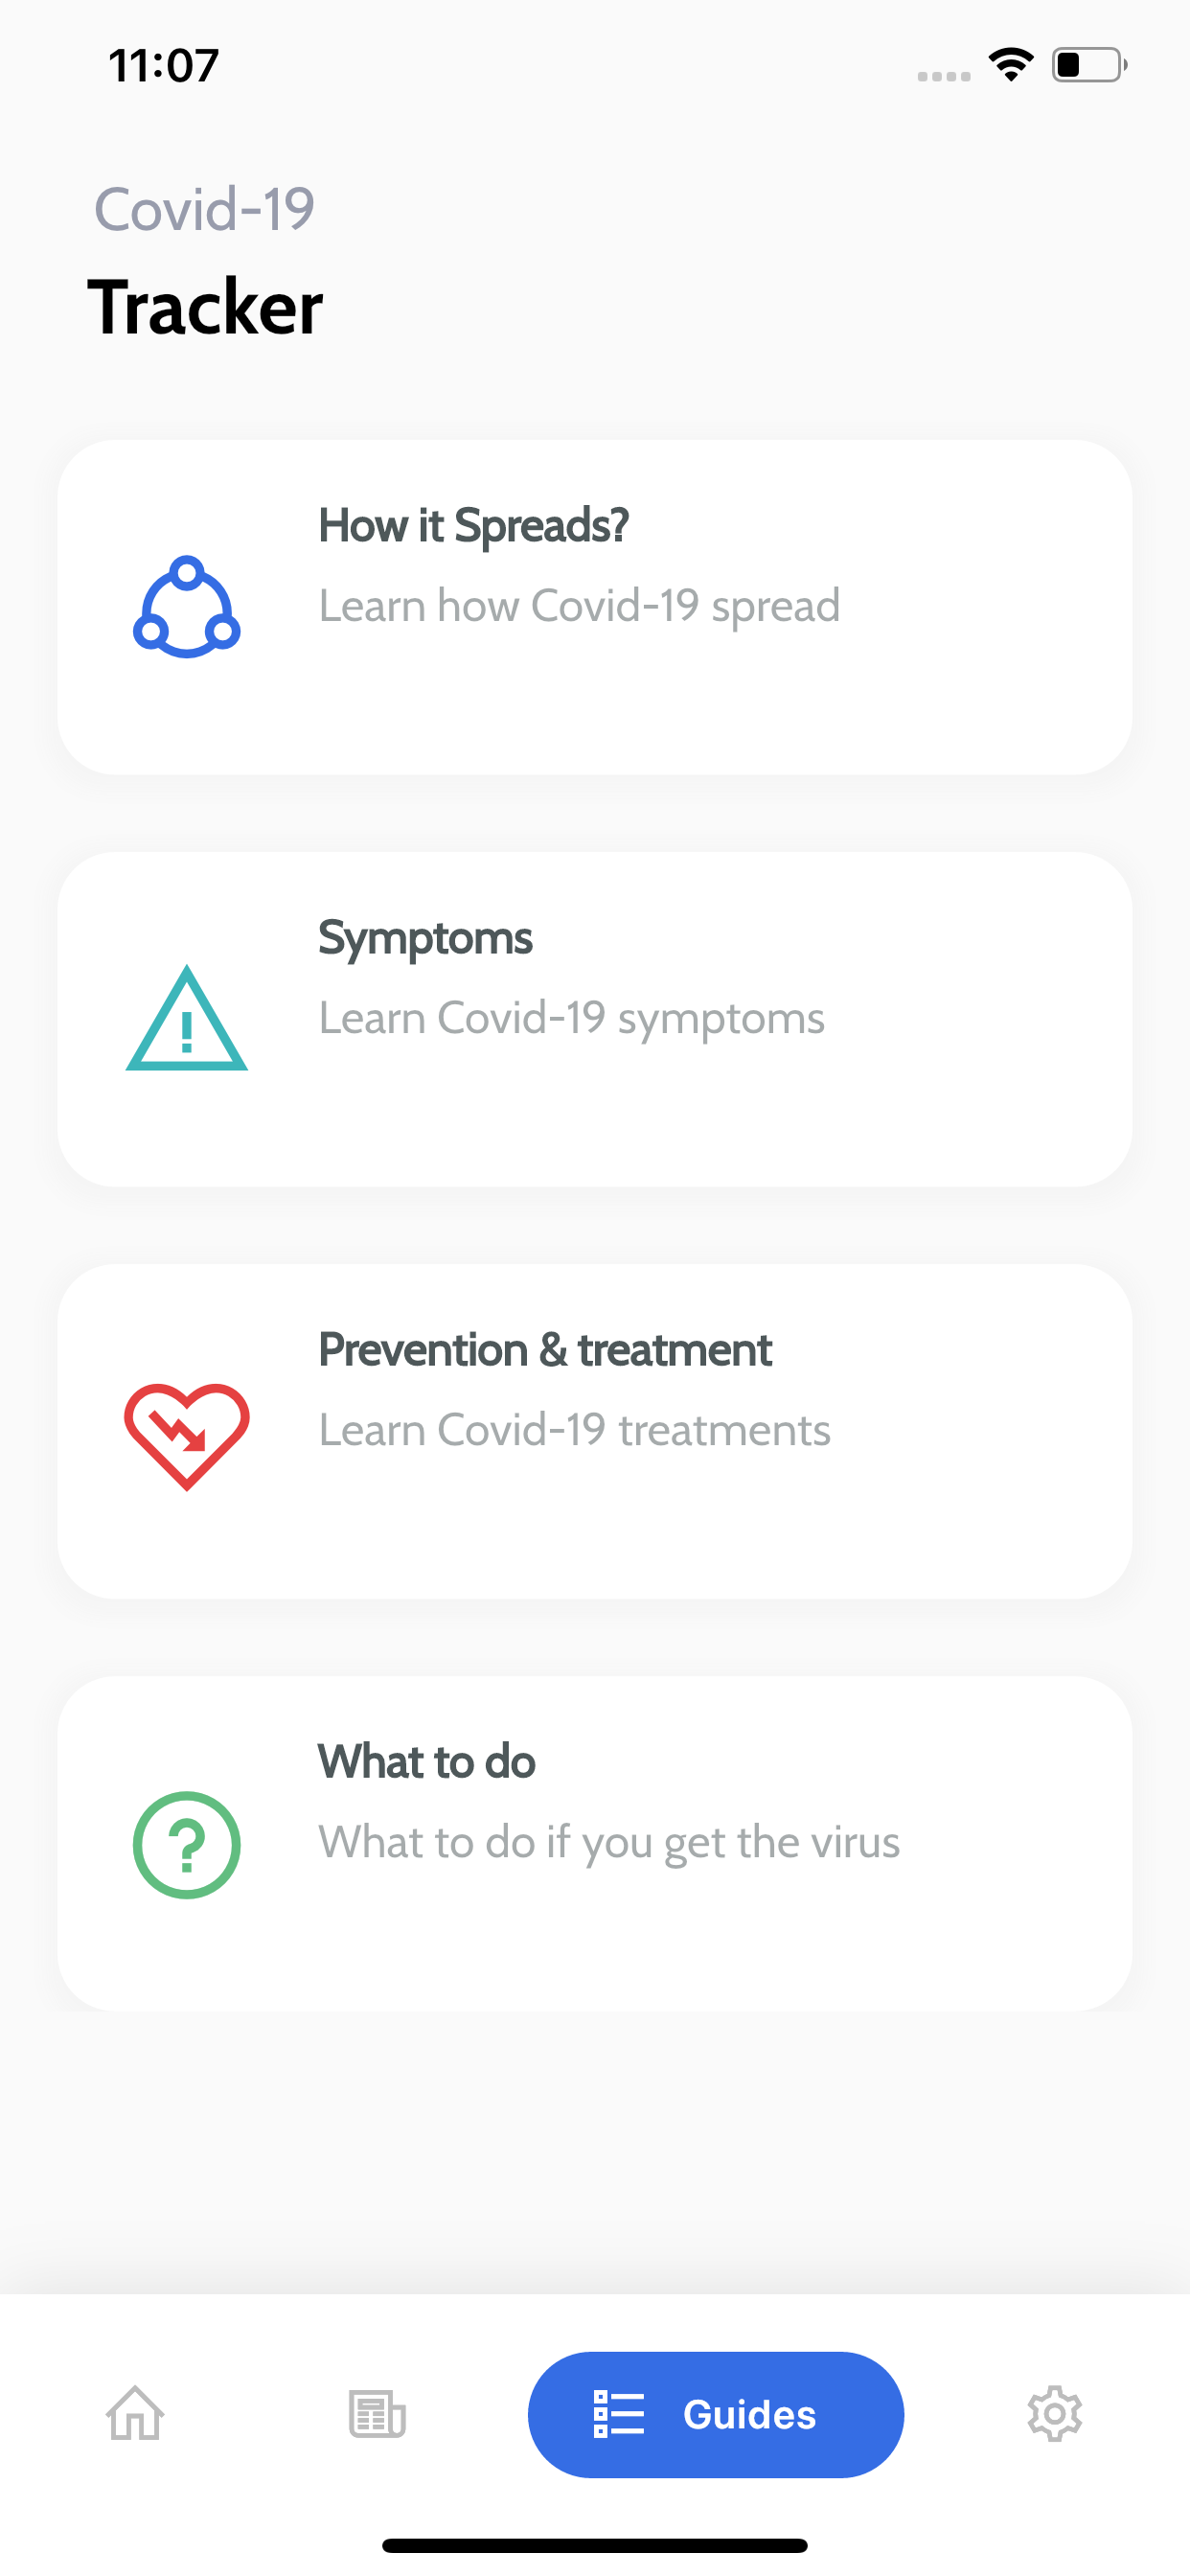 11:07
Covid-19
Tracker
How it Spreads?
Learn how Covid-19 spread
Symptoms
Learn Covid-19 symptoms
Prevention & treatment
Learn Covid-19 treatments
What to do
What to do if you get the virus
Guides